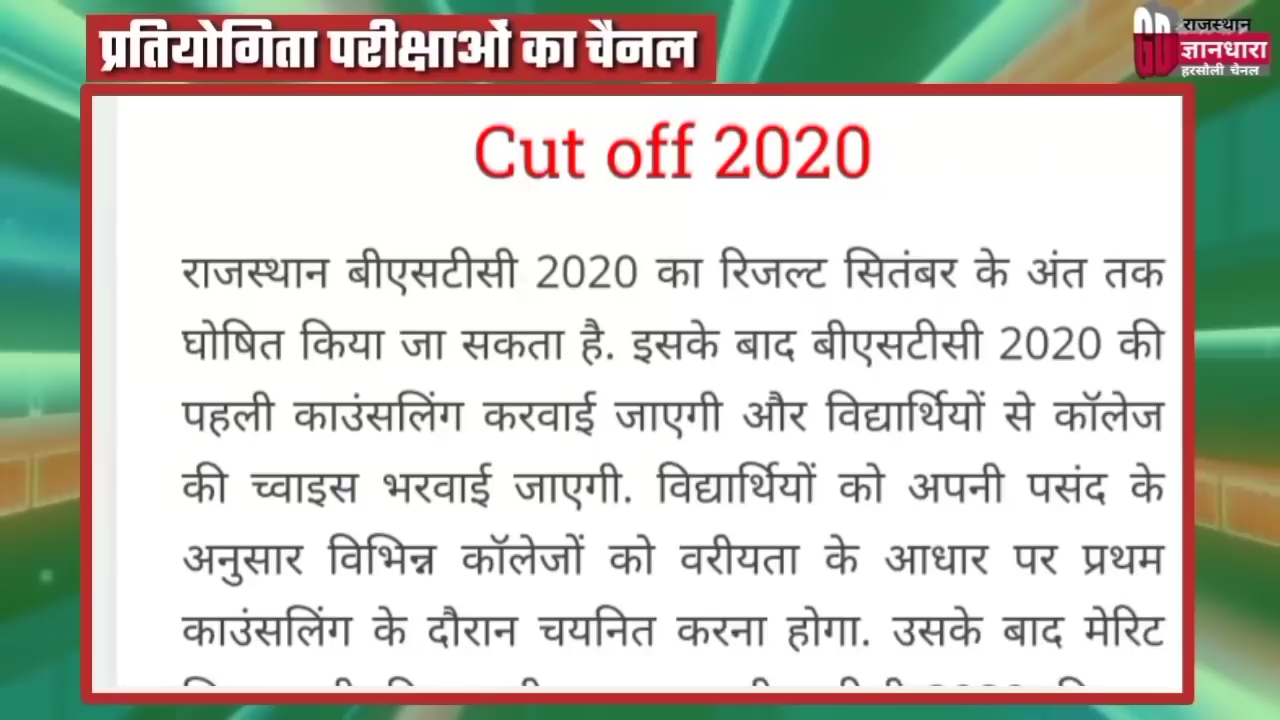 प्रतियोगिता परीक्षाओं का चैनल
GD
राजस्थान
ज्ञानधारा
हरसौली चैनल
Cut off 2020
राजस्थान बीएसटीसी 2020 का रिजल्ट सितंबर के अंत तक
घोषित किया जा सकता है. इसके बाद बीएसटीसी 2020 की
पहली काउंसलिंग करवाई जाएगी और विद्यार्थियों से कॉलेज
की च्वाइस भरवाई जाएगी. विद्यार्थियों को अपनी पसंद के
अनुसार विभिन्न कॉलेजों को वरीयता के आधार पर प्रथम
काउंसलिंग के दौरान चयनित करना होगा. उसके बाद मेरिट